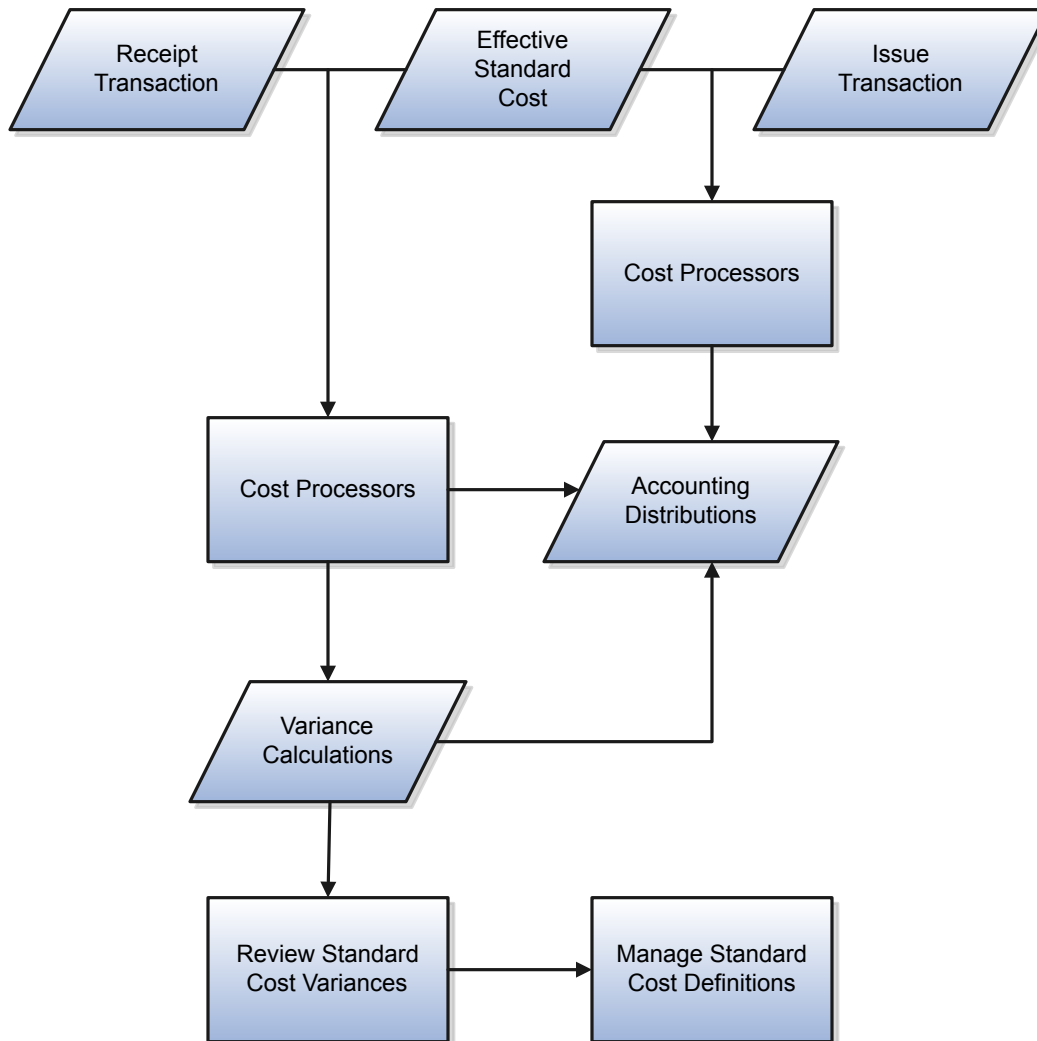 Receipt
Transaction
Effective
Standard
Cost
Issue
Transaction
Cost Processors
Cost Processors
Accounting
Distributions
Variance
Calculations
Review Standard
Cost Variances
Manage Standard
Cost Definitions